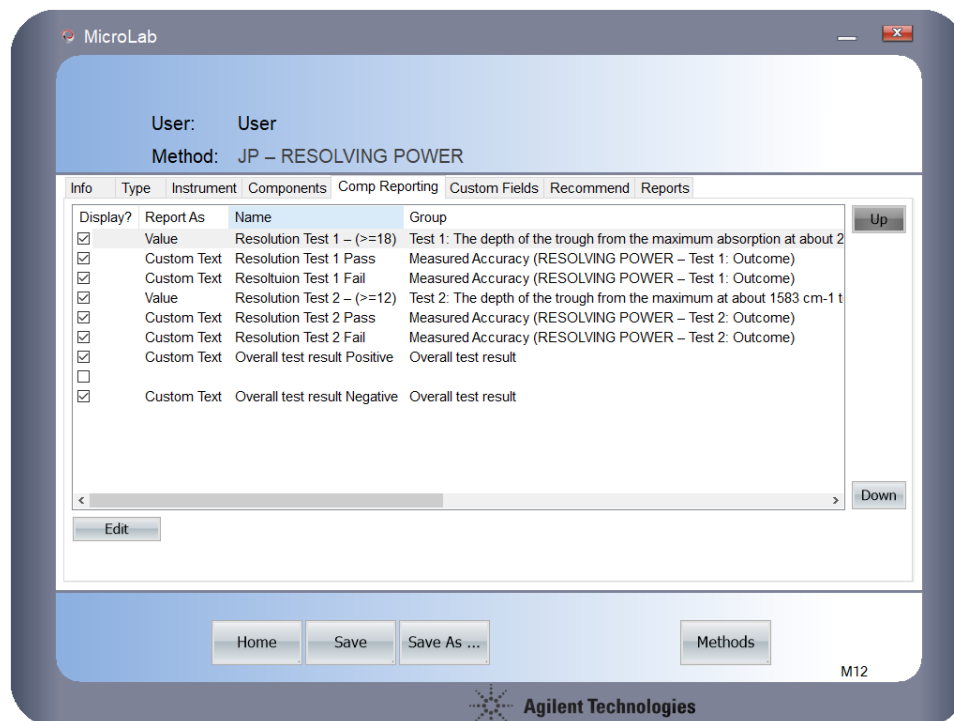 MicroLab
User: User
Method: JP – RESOLVING POWER
Info Type Instrument Components Comp Reporting Custom Fields Recommend Reports
Display? Report As Name Group
Value Resolution Test 1 – (>=18) Test 1: The depth of the trough from the maximum absorption at about 2
Custom Text Resolution Test 1 Pass Measured Accuracy (RESOLVING POWER – Test 1: Outcome)
Custom Text Resoltuion Test 1 Fail Measured Accuracy (RESOLVING POWER – Test 1: Outcome)
Value Resolution Test 2 – (>=12) Test 2: The depth of the trough from the maximum at about 1583 cm-1 t
Custom Text Resolution Test 2 Pass Measured Accuracy (RESOLVING POWER – Test 2: Outcome)
Custom Text Resolution Test 2 Fail Measured Accuracy (RESOLVING POWER – Test 2: Outcome)
Custom Text Overall test result Positive Overall test result
Custom Text Overall test result Negative Overall test result
Up
Down
Edit
Home Save Save As ... Methods
M12
Agilent Technologies